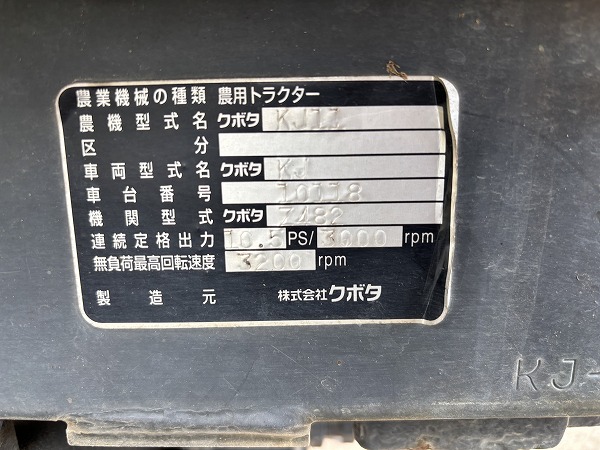 農業機械の種類 農用トラクター
農機型式名 クボタ KJ11
区分
車両型式名 クボタ KJ
車台番号 10118
機関型式 クボタ Z482
連続定格出力 10.5 PS/ 3000 rpm
無負荷最高回転速度 3200 rpm
製造元 株式会社クボタ
KJ-